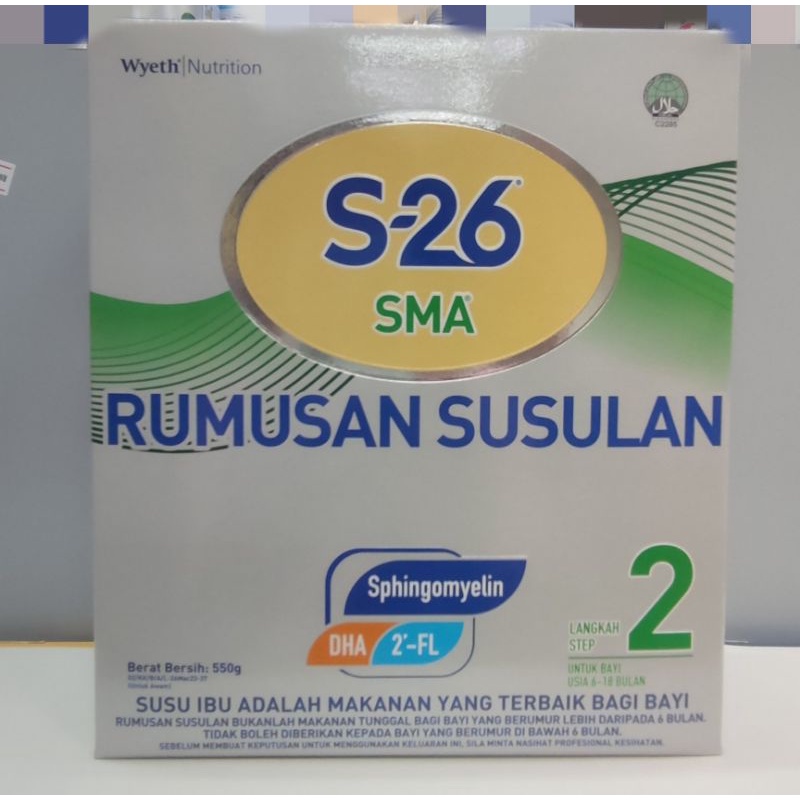 Wyeth® | Nutrition
حلال
S-26®
SMA®
RUMUSAN SUSULAN
Sphingomyelin
DHA 2'-FL
LANGKAH
STEP
2
UNTUK BAYI
USIA 6-18 BULAN
Berat Bersih: 550g
SUSU IBU ADALAH MAKANAN YANG TERBAIK BAGI BAYI
RUMUSAN SUSULAN BUKANLAH MAKANAN TUNGGAL BAGI BAYI YANG BERUMUR LEBIH DARIPADA 6 BULAN.
TIDAK BOLEH DIBERIKAN KEPADA BAYI YANG BERUMUR DI BAWAH 6 BULAN.
SEBELUM MEMBUAT KEPUTUSAN UNTUK MENGGUNAKAN KELUARAN INI, SILA MINTA NASIHAT PROFESIONAL KESIHATAN.